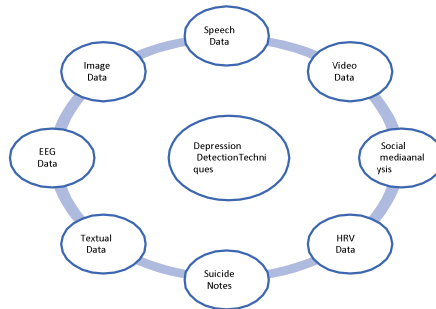 Speech
Data
Image
Data
Video
Data
EEG
Data
Depression
DetectionTechni
ques
Social
mediaanal
ysis
Textual
Data
HRV
Data
Suicide
Notes